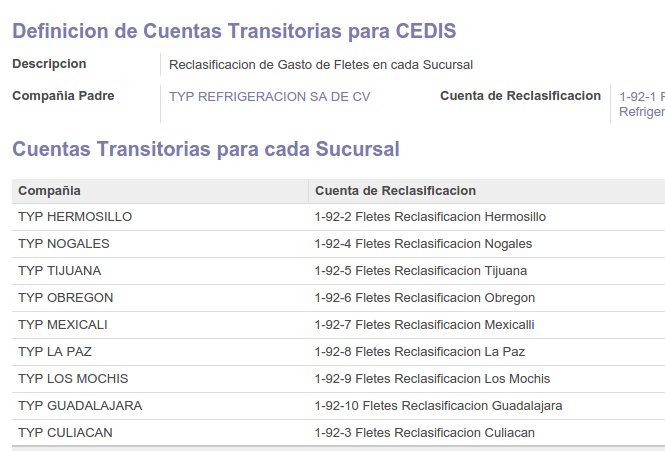 Definicion de Cuentas Transitorias para CEDIS
Descripcion Reclasificacion de Gasto de Fletes en cada Sucursal
Compañia Padre TYP REFRIGERACION SA DE CV Cuenta de Reclasificacion 1-92-1 F
Refriger
Cuentas Transitorias para cada Sucursal
Compañía Cuenta de Reclasificacion
TYP HERMOSILLO 1-92-2 Fletes Reclasificacion Hermosillo
TYP NOGALES 1-92-4 Fletes Reclasificacion Nogales
TYP TIJUANA 1-92-5 Fletes Reclasificacion Tijuana
TYP OBREGON 1-92-6 Fletes Reclasificacion Obregon
TYP MEXICALI 1-92-7 Fletes Reclasificacion Mexicalli
TYP LA PAZ 1-92-8 Fletes Reclasificacion La Paz
TYP LOS MOCHIS 1-92-9 Fletes Reclasificacion Los Mochis
TYP GUADALAJARA 1-92-10 Fletes Reclasificacion Guadalajara
TYP CULIACAN 1-92-3 Fletes Reclasificacion Culiacan